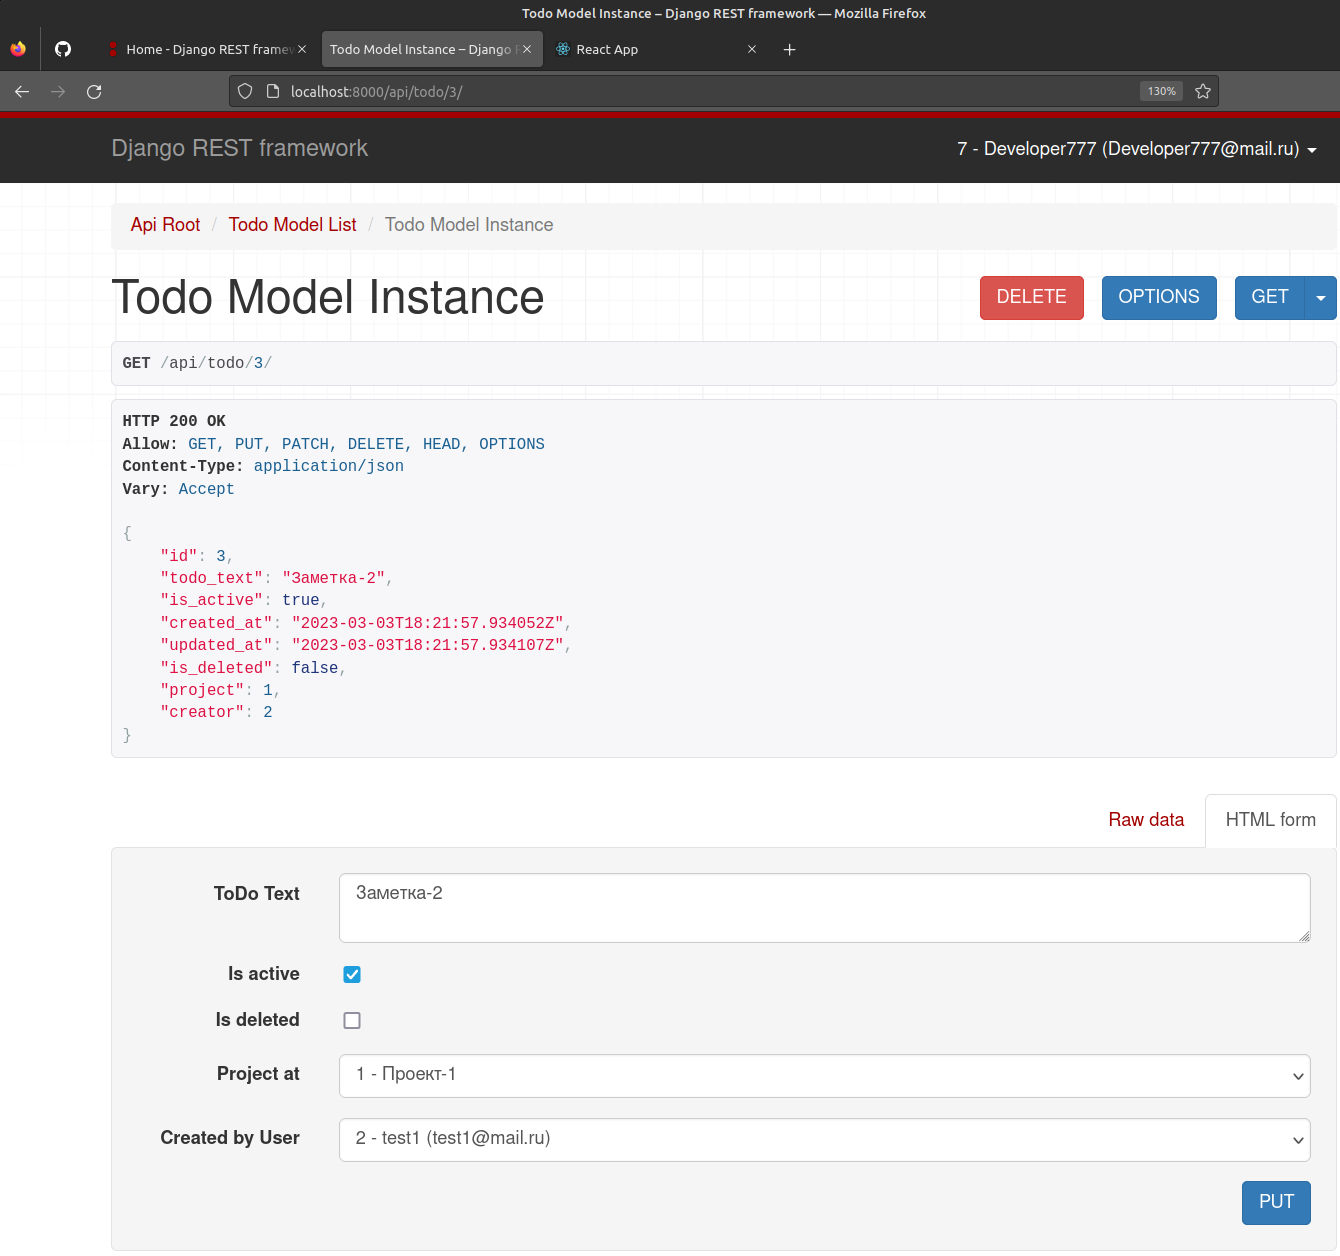 Todo Model Instance – Django REST framework — Mozilla Firefox
Home - Django REST framew
Todo Model Instance – Django
React App
localhost:8000/api/todo/3/
130%
Django REST framework
7 - Developer777 (Developer777@mail.ru)
Api Root / Todo Model List / Todo Model Instance
Todo Model Instance
DELETE
OPTIONS
GET
GET /api/todo/3/
HTTP 200 OK
Allow: GET, PUT, PATCH, DELETE, HEAD, OPTIONS
Content-Type: application/json
Vary: Accept
{
"id": 3,
"todo_text": "Заметка-2",
"is_active": true,
"created_at": "2023-03-03T18:21:57.934052Z",
"updated_at": "2023-03-03T18:21:57.934107Z",
"is_deleted": false,
"project": 1,
"creator": 2
}
Raw data
HTML form
ToDo Text
Заметка-2
Is active
Is deleted
Project at
1 - Проект-1
Created by User
2 - test1 (test1@mail.ru)
PUT